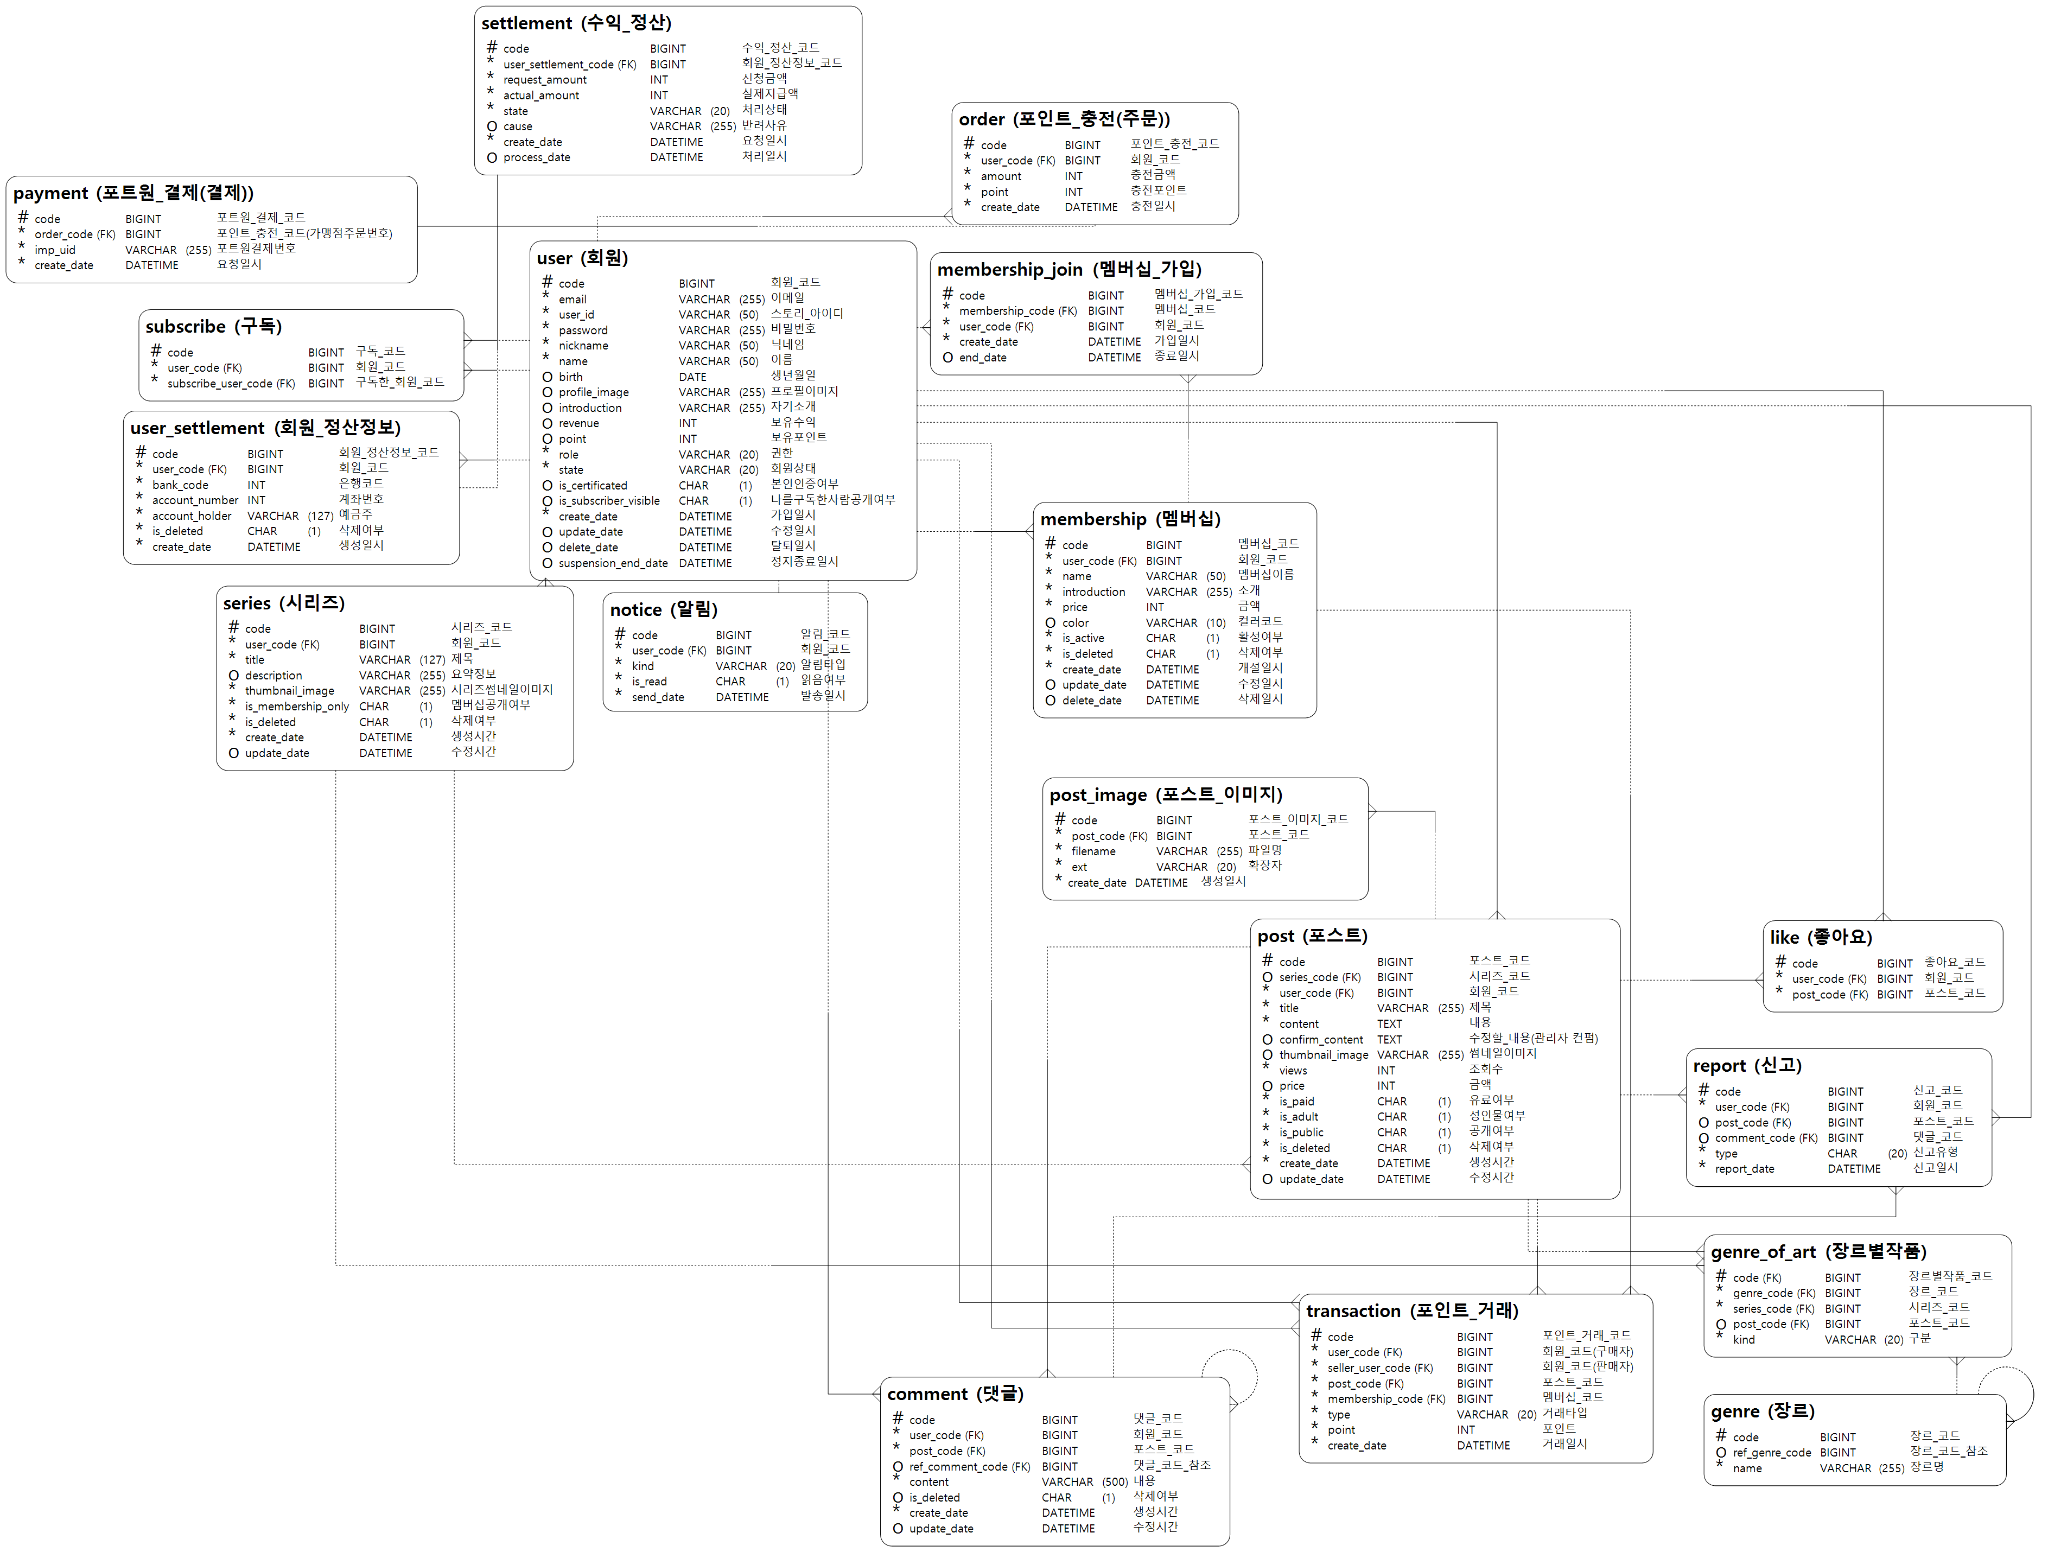 settlement (수익_정산)
# code BIGINT 수익_정산_코드
* user_settlement_code (FK) BIGINT 회원_정산정보_코드
* request_amount INT 신청금액
* actual_amount INT 실제지급액
* state VARCHAR (20) 처리상태
O cause VARCHAR (255) 반려사유
* create_date DATETIME 요청일시
O process_date DATETIME 처리일시
order (포인트_충전(주문))
# code BIGINT 포인트_충전_코드
* user_code (FK) BIGINT 회원_코드
* amount INT 충전금액
* point INT 충전포인트
* create_date DATETIME 충전일시
payment (포트원_결제(결제))
# code BIGINT 포트원_결제_코드
* order_code (FK) BIGINT 포인트_충전_코드(가맹점주문번호)
* imp_uid VARCHAR (255) 포트원결제번호
* create_date DATETIME 요청일시
user (회원)
# code BIGINT 회원_코드
* email VARCHAR (255) 이메일
* user_id VARCHAR (50) 스토리_아이디
* password VARCHAR (255) 비밀번호
* nickname VARCHAR (50) 닉네임
* name VARCHAR (50) 이름
O birth DATE 생년월일
O profile_image VARCHAR (255) 프로필이미지
O introduction VARCHAR (255) 자기소개
O revenue INT 보유수익
O point INT 보유포인트
* role VARCHAR (20) 권한
* state VARCHAR (20) 회원상태
O is_certificated CHAR (1) 본인인증여부
O is_subscriber_visible CHAR (1) 나를구독한사람공개여부
* create_date DATETIME 가입일시
O update_date DATETIME 수정일시
O delete_date DATETIME 탈퇴일시
O suspension_end_date DATETIME 정지종료일시
membership_join (멤버십_가입)
# code BIGINT 멤버십_가입_코드
* membership_code (FK) BIGINT 멤버십_코드
* user_code (FK) BIGINT 회원_코드
* create_date DATETIME 가입일시
O end_date DATETIME 종료일시
subscribe (구독)
# code BIGINT 구독_코드
* user_code (FK) BIGINT 회원_코드
* subscribe_user_code (FK) BIGINT 구독한_회원_코드
user_settlement (회원_정산정보)
# code BIGINT 회원_정산정보_코드
* user_code (FK) BIGINT 회원_코드
* bank_code INT 은행코드
* account_number INT 계좌번호
* account_holder VARCHAR (127) 예금주
* is_deleted CHAR (1) 삭제여부
* create_date DATETIME 생성일시
membership (멤버십)
# code BIGINT 멤버십_코드
* user_code (FK) BIGINT 회원_코드
* name VARCHAR (50) 멤버십이름
* introduction VARCHAR (255) 소개
* price INT 금액
O color VARCHAR (10) 컬러코드
* is_active CHAR (1) 활성여부
* is_deleted CHAR (1) 삭제여부
* create_date DATETIME 개설일시
O update_date DATETIME 수정일시
O delete_date DATETIME 삭제일시
series (시리즈)
# code BIGINT 시리즈_코드
* user_code (FK) BIGINT 회원_코드
* title VARCHAR (127) 제목
O description VARCHAR (255) 요약정보
* thumbnail_image VARCHAR (255) 시리즈썸네일이미지
* is_membership_only CHAR (1) 멤버십공개여부
* is_deleted CHAR (1) 삭제여부
* create_date DATETIME 생성시간
O update_date DATETIME 수정시간
notice (알림)
# code BIGINT 알림_코드
* user_code (FK) BIGINT 회원_코드
* kind VARCHAR (20) 알림타입
* is_read CHAR (1) 읽음여부
* send_date DATETIME 발송일시
post_image (포스트_이미지)
# code BIGINT 포스트_이미지_코드
* post_code (FK) BIGINT 포스트_코드
* filename VARCHAR (255) 파일명
* ext VARCHAR (20) 확장자
* create_date DATETIME 생성일시
post (포스트)
# code BIGINT 포스트_코드
O series_code (FK) BIGINT 시리즈_코드
* user_code (FK) BIGINT 회원_코드
* title VARCHAR (255) 제목
* content TEXT 내용
O confirm_content TEXT 수정할_내용(관리자 컨펌)
O thumbnail_image VARCHAR (255) 썸네일이미지
* views INT 조회수
O price INT 금액
* is_paid CHAR (1) 유료여부
* is_adult CHAR (1) 성인물여부
* is_public CHAR (1) 공개여부
* is_deleted CHAR (1) 삭제여부
* create_date DATETIME 생성시간
O update_date DATETIME 수정시간
like (좋아요)
# code BIGINT 좋아요_코드
* user_code (FK) BIGINT 회원_코드
* post_code (FK) BIGINT 포스트_코드
report (신고)
# code BIGINT 신고_코드
* user_code (FK) BIGINT 회원_코드
O post_code (FK) BIGINT 포스트_코드
O comment_code (FK) BIGINT 댓글_코드
* type CHAR (20) 신고유형
* report_date DATETIME 신고일시
genre_of_art (장르별작품)
# code (FK) BIGINT 장르별작품_코드
* genre_code (FK) BIGINT 장르_코드
* series_code (FK) BIGINT 시리즈_코드
O post_code (FK) BIGINT 포스트_코드
* kind VARCHAR (20) 구분
transaction (포인트_거래)
# code BIGINT 포인트_거래_코드
* user_code (FK) BIGINT 회원_코드(구매자)
* seller_user_code (FK) BIGINT 회원_코드(판매자)
* post_code (FK) BIGINT 포스트_코드
* membership_code (FK) BIGINT 멤버십_코드
* type VARCHAR (20) 거래타입
* point INT 포인트
* create_date DATETIME 거래일시
comment (댓글)
# code BIGINT 댓글_코드
* user_code (FK) BIGINT 회원_코드
* post_code (FK) BIGINT 포스트_코드
O ref_comment_code (FK) BIGINT 댓글_코드_참조
* content VARCHAR (500) 내용
O is_deleted CHAR (1) 삭제여부
* create_date DATETIME 생성시간
O update_date DATETIME 수정시간
genre (장르)
# code BIGINT 장르_코드
O ref_genre_code BIGINT 장르_코드_참조
* name VARCHAR (255) 장르명